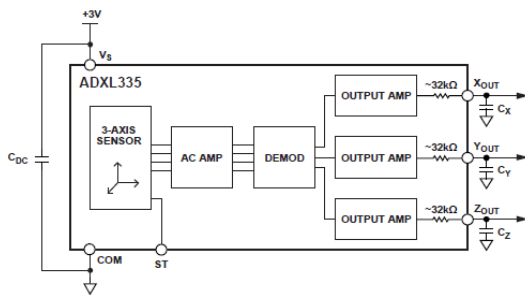 +3V
VS
ADXL335
3-AXIS
SENSOR
AC AMP
DEMOD
OUTPUT AMP
~32kΩ
XOUT
CX
OUTPUT AMP
~32kΩ
YOUT
CY
OUTPUT AMP
~32kΩ
ZOUT
CZ
CDC
COM
ST